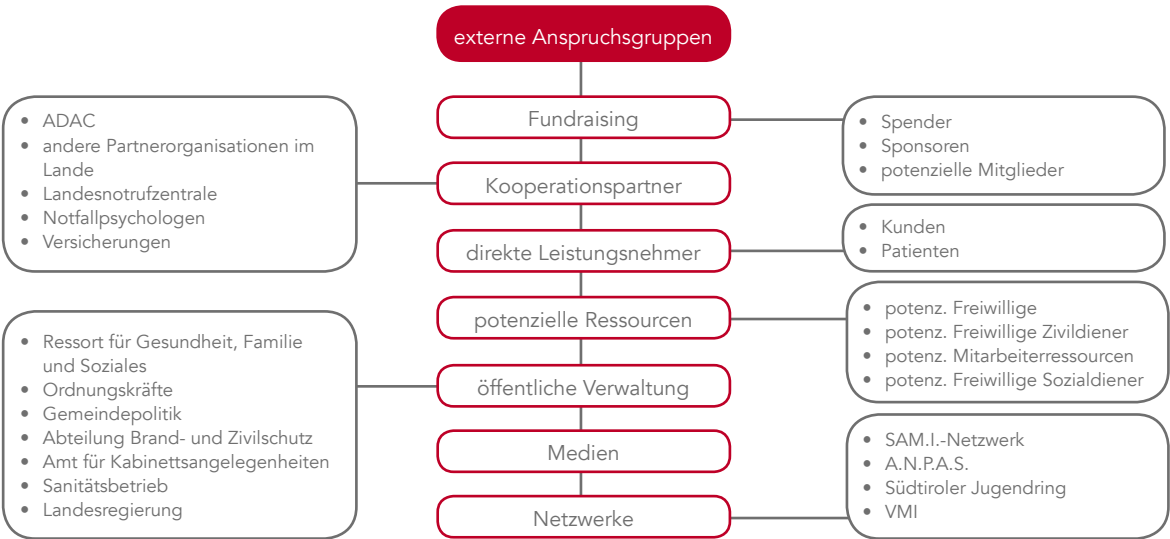 externe Anspruchsgruppen
Fundraising
• Spender
• Sponsoren
• potenzielle Mitglieder
Kooperationspartner
• ADAC
• andere Partnerorganisationen im
Lande
• Landesnotrufzentrale
• Notfallpsychologen
• Versicherungen
direkte Leistungsnehmer
• Kunden
• Patienten
potenzielle Ressourcen
• potenz. Freiwillige
• potenz. Freiwillige Zivildiener
• potenz. Mitarbeiterressourcen
• potenz. Freiwillige Sozialdiener
öffentliche Verwaltung
• Ressort für Gesundheit, Familie
und Soziales
• Ordnungskräfte
• Gemeindepolitik
• Abteilung Brand- und Zivilschutz
• Amt für Kabinettsangelegenheiten
• Sanitätsbetrieb
• Landesregierung
Medien
Netzwerke
• SAM.I.-Netzwerk
• A.N.P.A.S.
• Südtiroler Jugendring
• VMI